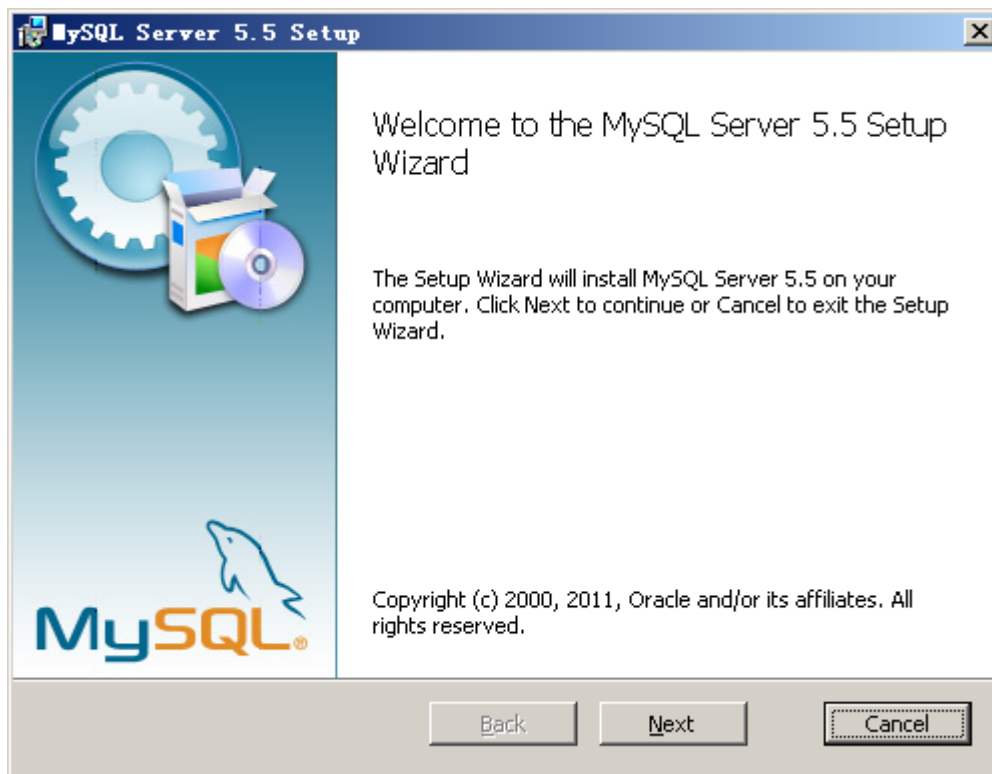 MySQL Server 5.5 Setup
Welcome to the MySQL Server 5.5 Setup
Wizard
The Setup Wizard will install MySQL Server 5.5 on your
computer. Click Next to continue or Cancel to exit the Setup
Wizard.
MySQL®
Copyright (c) 2000, 2011, Oracle and/or its affiliates. All
rights reserved.
Back
Next
Cancel